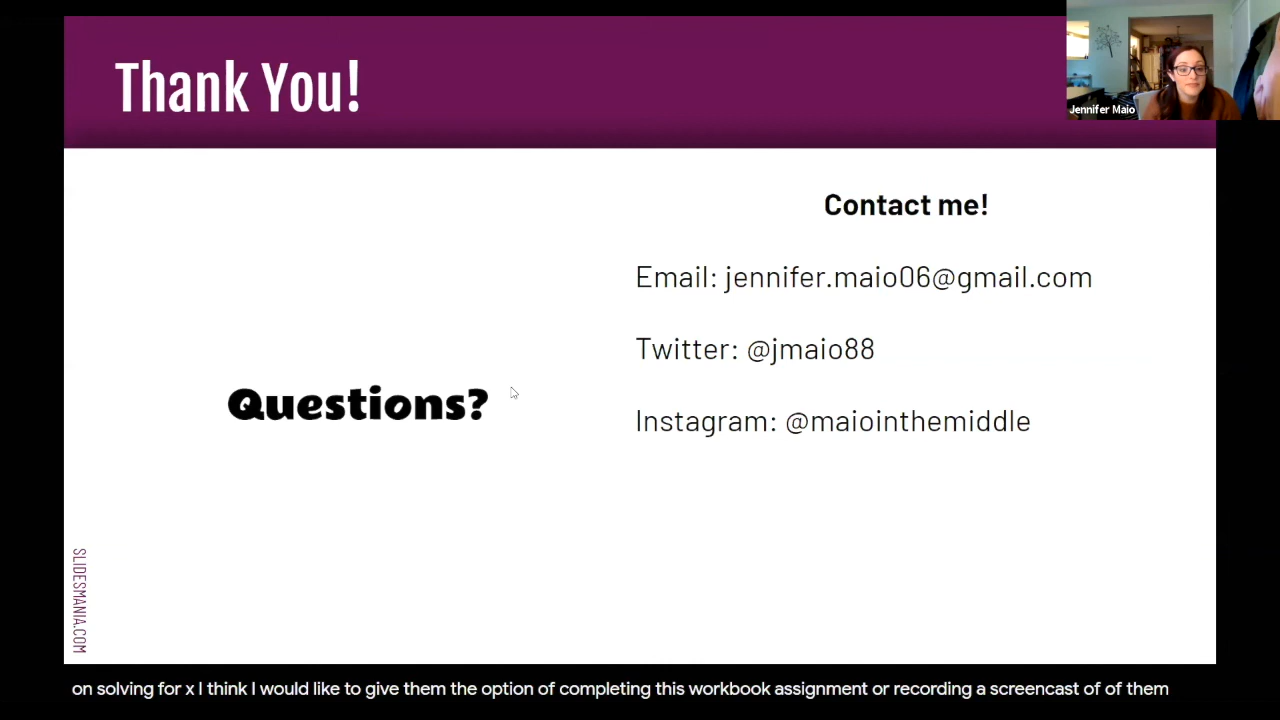 Thank You!
Jennifer Maio
Contact me!
Email: jennifer.maio06@gmail.com
Twitter: @jmaio88
Instagram: @maiointhemiddle
Questions?
SLIDESMANIA.COM
on solving for x I think I would like to give them the option of completing this workbook assignment or recording a screencast of of them